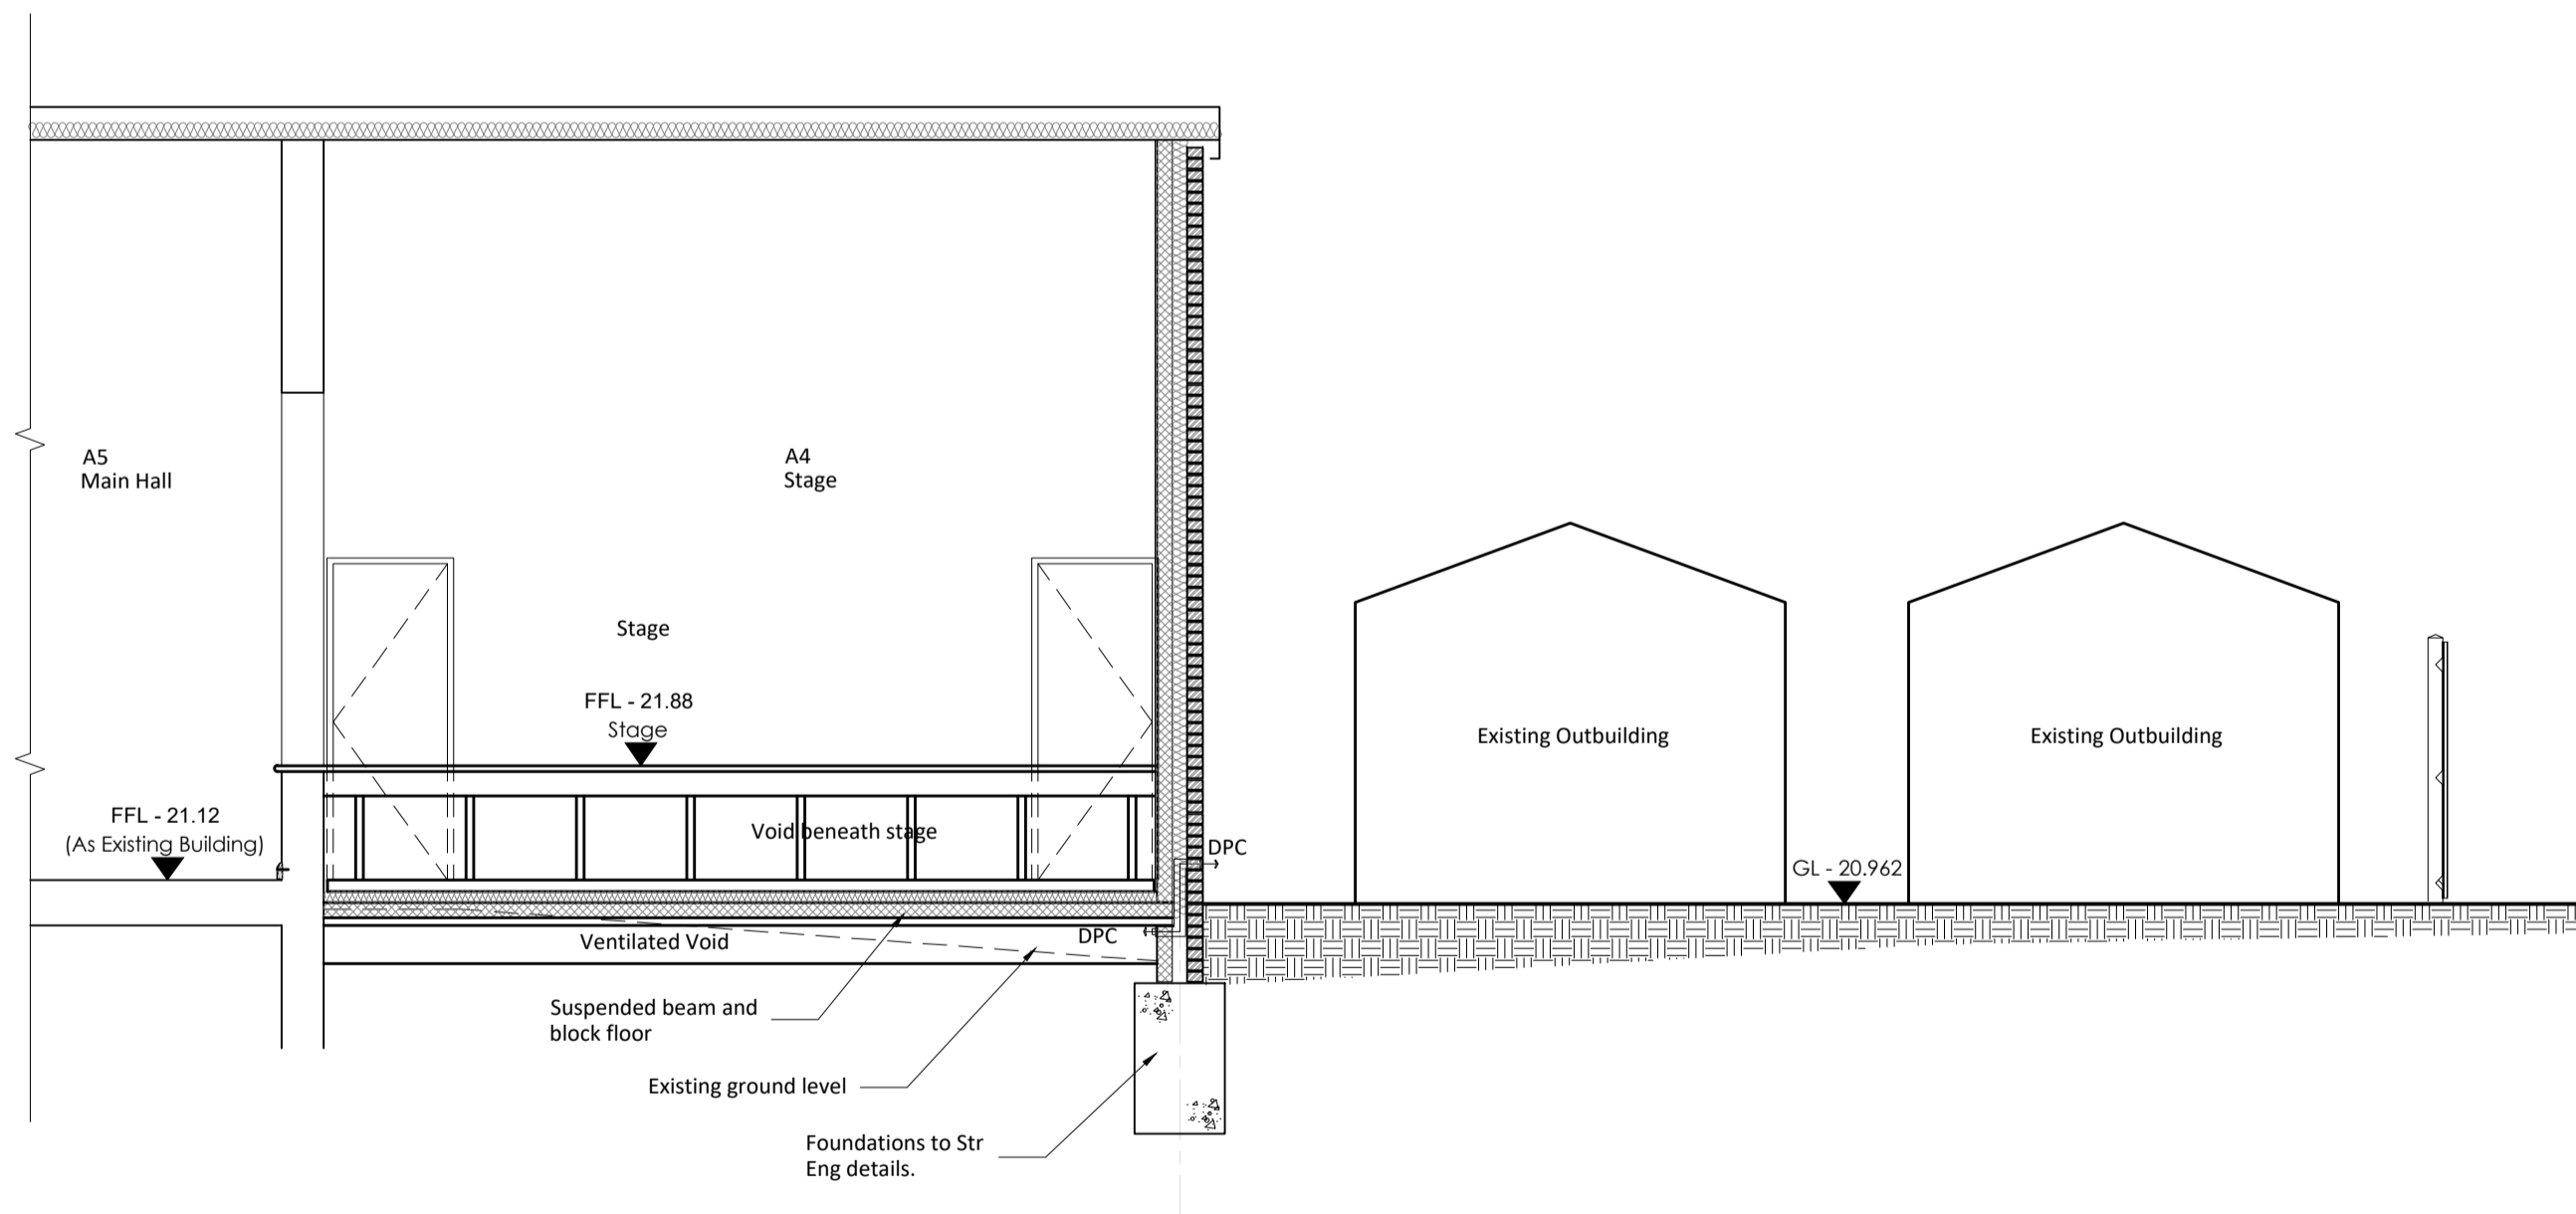 A5
Main Hall
A4
Stage
Stage
FFL - 21.88
Stage
FFL - 21.12
(As Existing Building)
Void beneath stage
DPC
Existing Outbuilding
Existing Outbuilding
GL - 20.962
DPC
Ventilated Void
Suspended beam and
block floor
Existing ground level
Foundations to Str
Eng details.